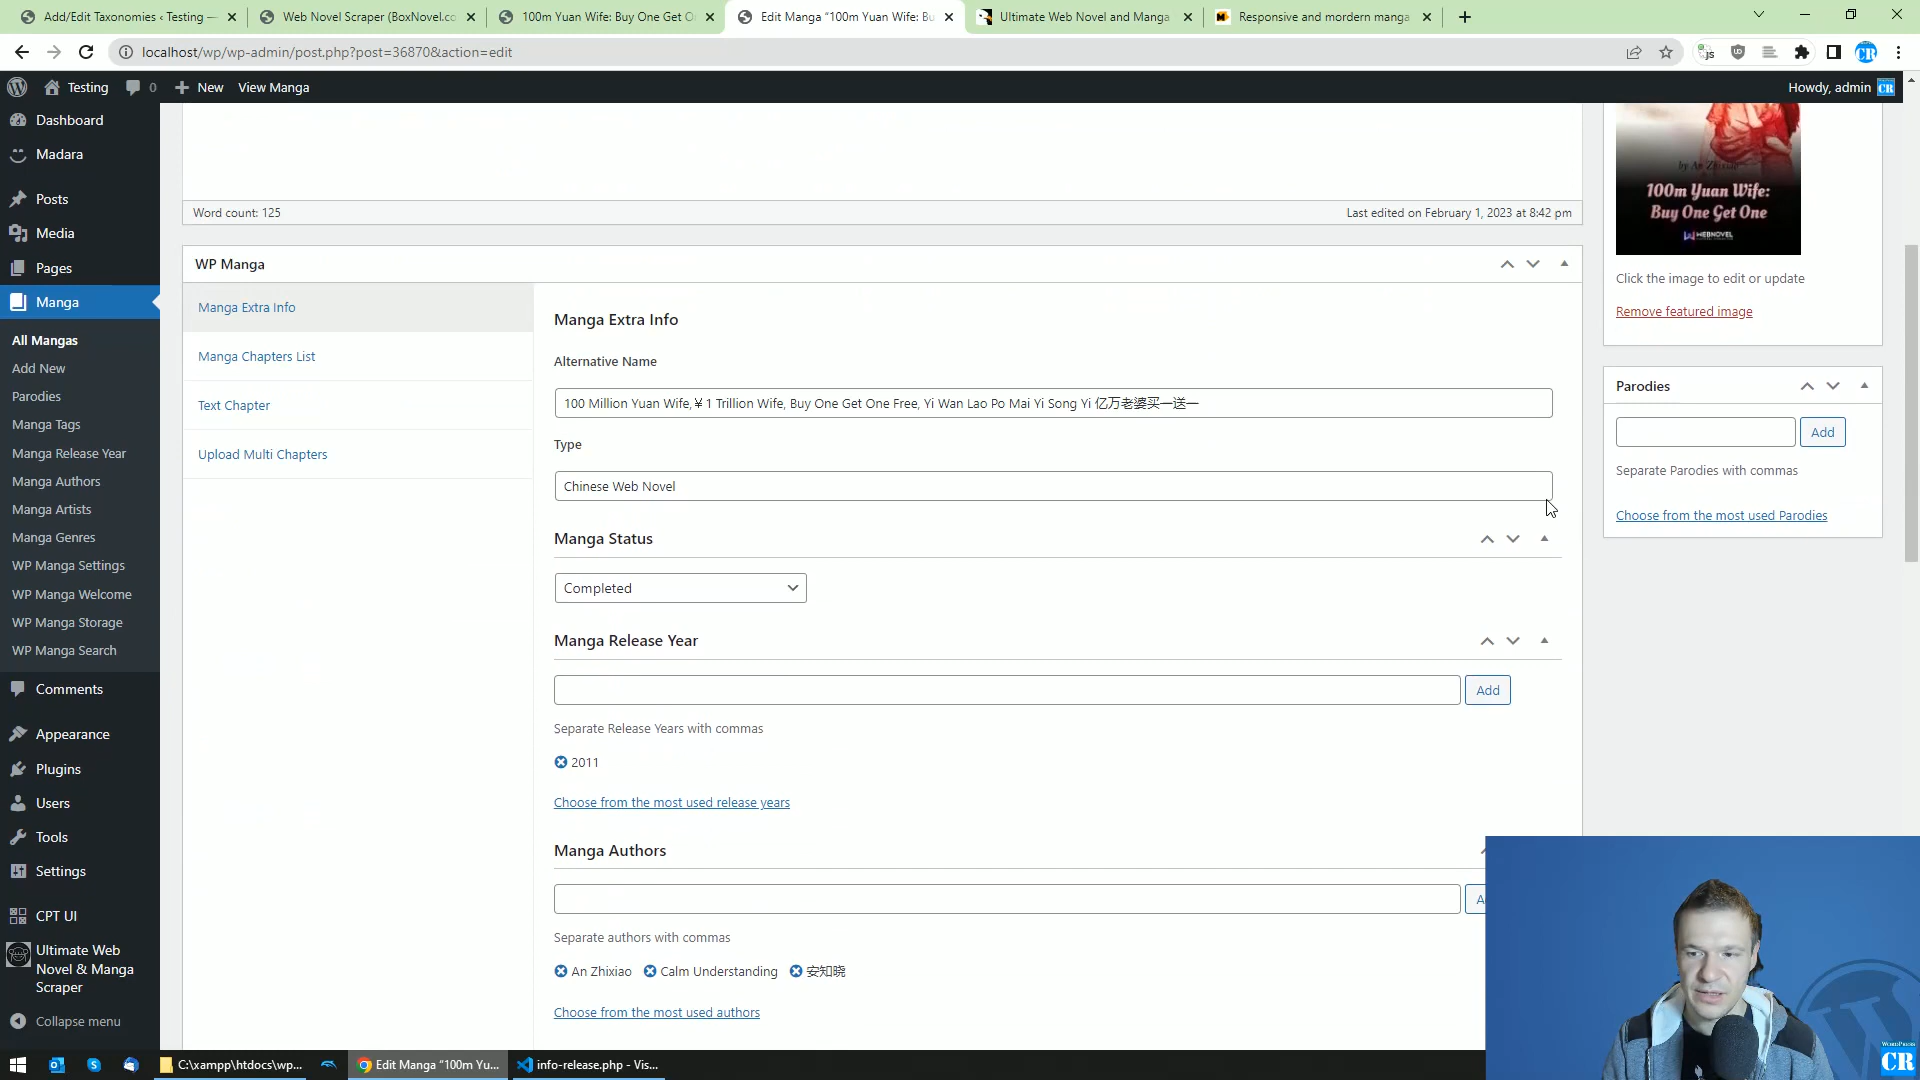 Add/Edit Taxonomies ‹ Testing —
Web Novel Scraper (BoxNovel.co
100m Yuan Wife: Buy One Get O
Edit Manga “100m Yuan Wife: Bu
Ultimate Web Novel and Manga
Responsive and mordern manga
localhost/wp/wp-admin/post.php?post=36870&action=edit
Testing
0
New
View Manga
Howdy, admin
Dashboard
Madara
Posts
Media
Pages
Manga
All Mangas
Add New
Parodies
Manga Tags
Manga Release Year
Manga Authors
Manga Artists
Manga Genres
WP Manga Settings
WP Manga Welcome
WP Manga Storage
WP Manga Search
Comments
Appearance
Plugins
Users
Tools
Settings
CPT UI
Ultimate Web
Novel & Manga
Scraper
Collapse menu
Word count: 125
Last edited on February 1, 2023 at 8:42 pm
WP Manga
Manga Extra Info
Manga Chapters List
Text Chapter
Upload Multi Chapters
Manga Extra Info
Alternative Name
100 Million Yuan Wife,￥1 Trillion Wife, Buy One Get One Free, Yi Wan Lao Po Mai Yi Song Yi 亿万老婆买一送一
Type
Chinese Web Novel
Manga Status
Completed
Manga Release Year
Add
Separate Release Years with commas
2011
Choose from the most used release years
Manga Authors
Separate authors with commas
An Zhixiao
Calm Understanding
安知晓
Choose from the most used authors
by An Zhixiao
100m Yuan Wife:
Buy One Get One
WEBNOVEL
Click the image to edit or update
Remove featured image
Parodies
Add
Separate Parodies with commas
Choose from the most used Parodies
C:\xampp\htdocs\wp...
Edit Manga “100m Yu...
info-release.php - Vis...
WORDPRESS
CR